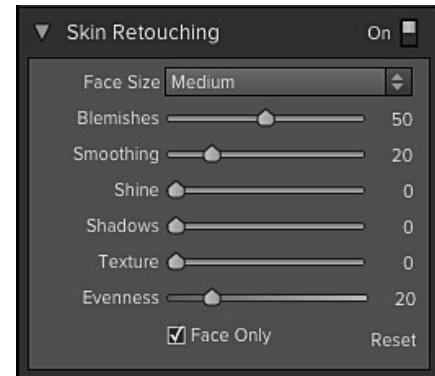 Skin Retouching On
Face Size Medium
Blemishes 50
Smoothing 20
Shine 0
Shadows 0
Texture 0
Evenness 20
Face Only Reset